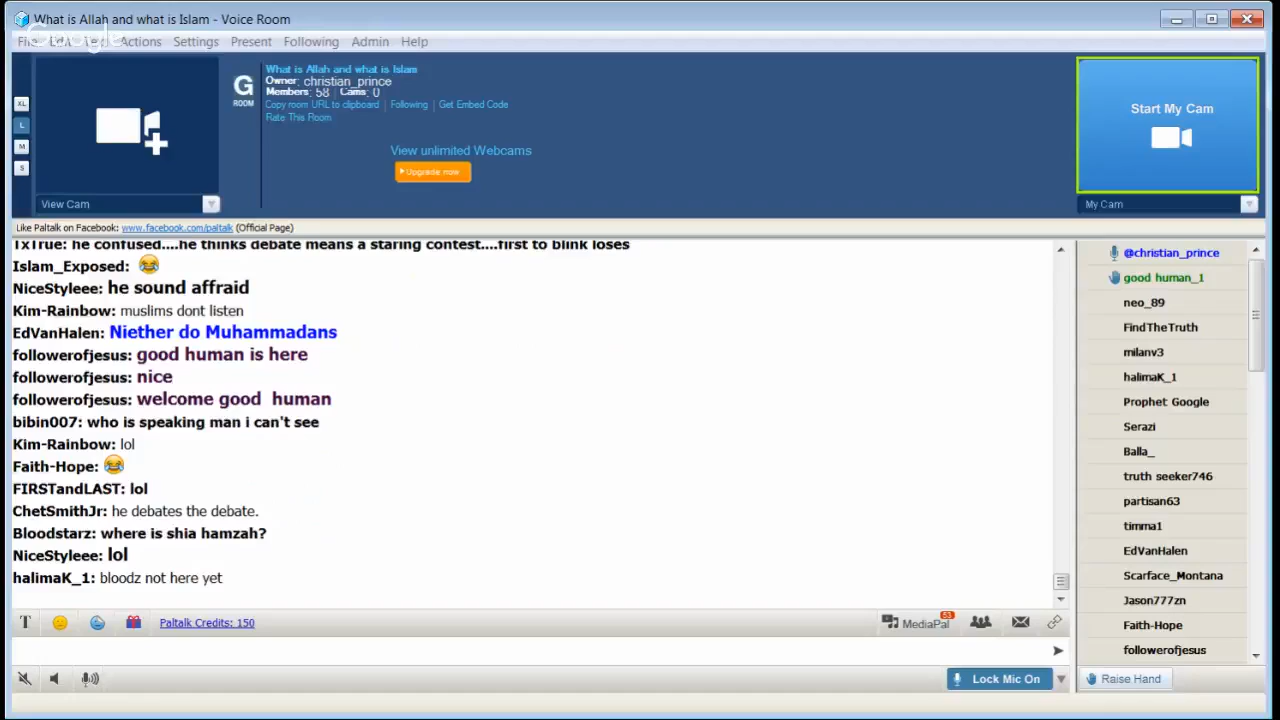 What is Allah and what is Islam - Voice Room
Google
Actions Settings Present Following Admin Help
XL
L
M
S
G
ROOM
What is Allah and what is Islam
Owner: christian_prince
Members: 58 | Cams: 0
Copy room URL to clipboard | Following | Get Embed Code
Rate This Room
View unlimited Webcams
Upgrade now
Start My Cam
View Cam
My Cam
Like Paltalk on Facebook: www.facebook.com/paltalk (Official Page)
TxTrue: he confused....he thinks debate means a staring contest....first to blink loses
Islam_Exposed: 😂
NiceStyleee: he sound affraid
Kim-Rainbow: muslims dont listen
EdVanHalen: Niether do Muhammadans
followerofjesus: good human is here
followerofjesus: nice
followerofjesus: welcome good human
bibin007: who is speaking man i can't see
Kim-Rainbow: lol
Faith-Hope: 😂
FIRSTandLAST: lol
ChetSmithJr: he debates the debate.
Bloodstarz: where is shia hamzah?
NiceStyleee: lol
halimaK_1: bloodz not here yet
@christian_prince
good human_1
neo_89
FindTheTruth
milanv3
halimaK_1
Prophet Google
Serazi
Balla_
truth seeker746
partisan63
timma1
EdVanHalen
Scarface_Montana
Jason777zn
Faith-Hope
followerofjesus
T
Paltalk Credits: 150
MediaPal 53
Lock Mic On
Raise Hand